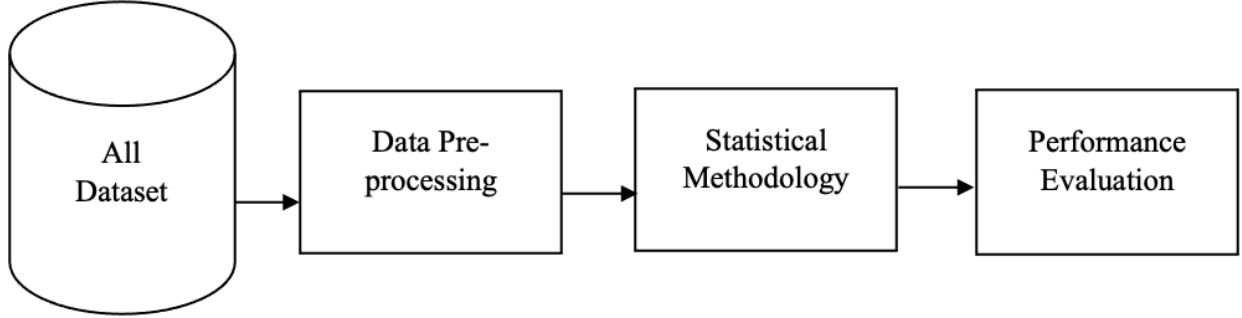 All
Dataset
Data Pre-
processing
Statistical
Methodology
Performance
Evaluation